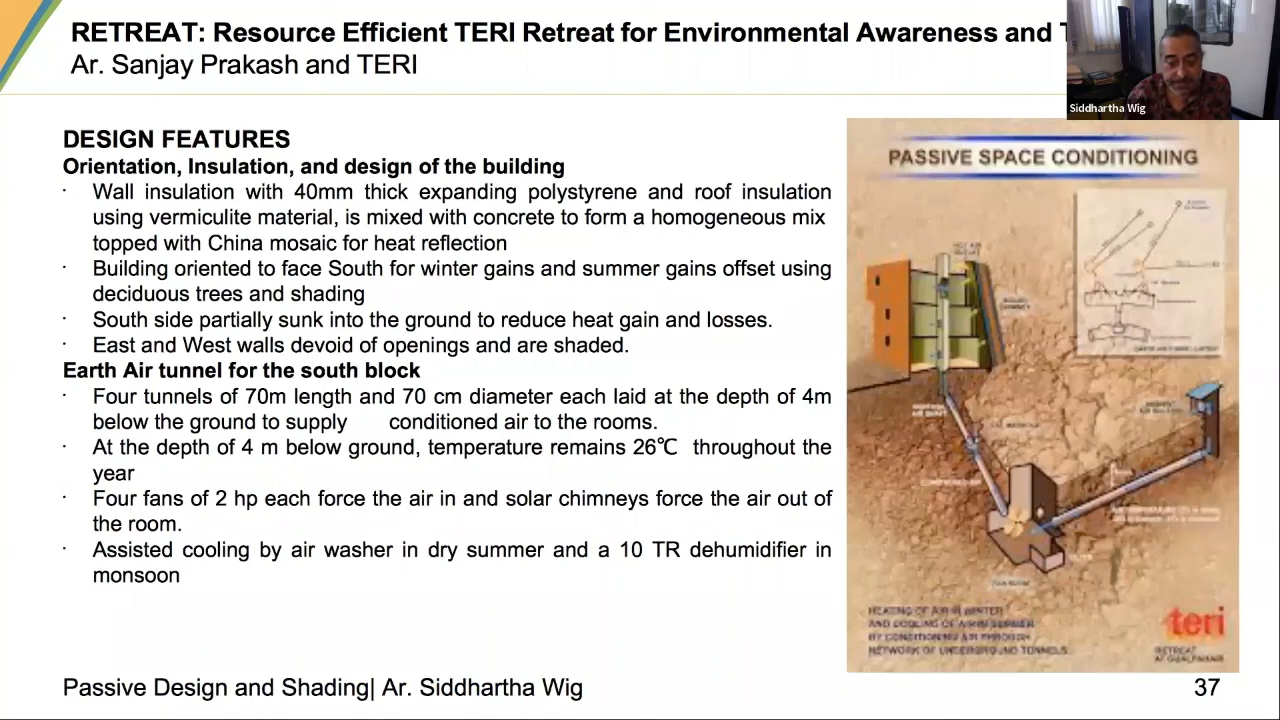 RETREAT: Resource Efficient TERI Retreat for Environmental Awareness and T
Ar. Sanjay Prakash and TERI
Siddhartha Wig
DESIGN FEATURES
Orientation, Insulation, and design of the building
· Wall insulation with 40mm thick expanding polystyrene and roof insulation
using vermiculite material, is mixed with concrete to form a homogeneous mix
topped with China mosaic for heat reflection
· Building oriented to face South for winter gains and summer gains offset using
deciduous trees and shading
· South side partially sunk into the ground to reduce heat gain and losses.
· East and West walls devoid of openings and are shaded.
Earth Air tunnel for the south block
· Four tunnels of 70m length and 70 cm diameter each laid at the depth of 4m
below the ground to supply conditioned air to the rooms.
· At the depth of 4 m below ground, temperature remains 26℃ throughout the
year
· Four fans of 2 hp each force the air in and solar chimneys force the air out of
the room.
· Assisted cooling by air washer in dry summer and a 10 TR dehumidifier in
monsoon
PASSIVE SPACE CONDITIONING
HEATING OF AIR IN WINTER
AND COOLING OF AIR IN SUMMER
BY CONDITIONING AIR THROUGH
NETWORK OF UNDERGROUND TUNNELS
teri
RETREAT
AT GUALPAHARI
Passive Design and Shading| Ar. Siddhartha Wig
37